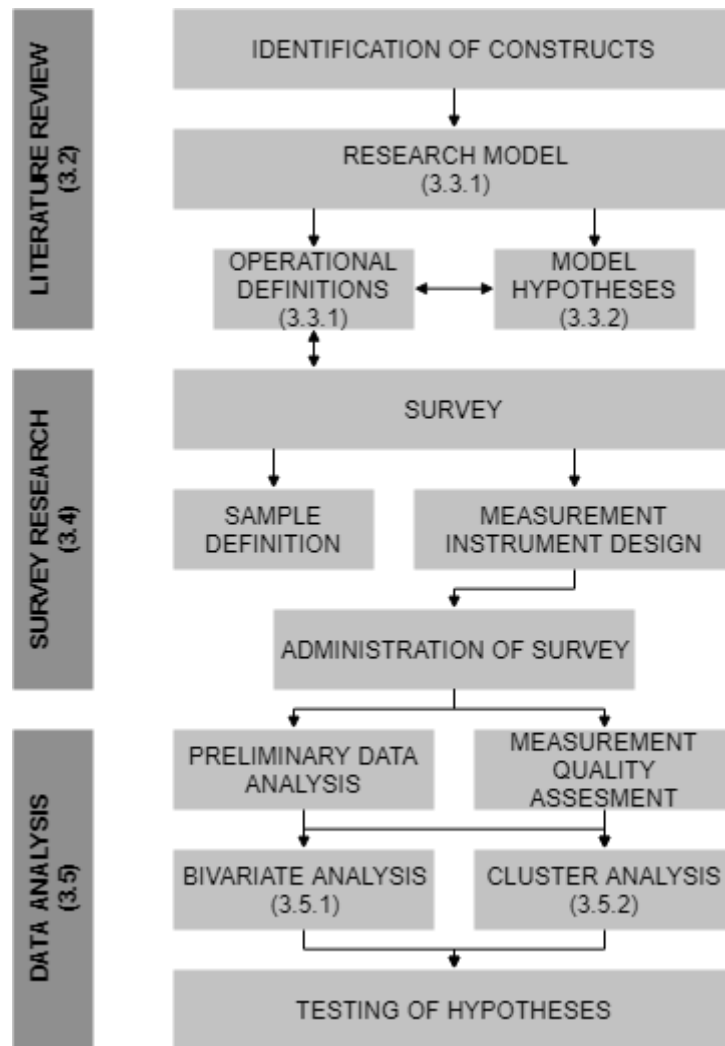 LITERATURE REVIEW
(3.2)
IDENTIFICATION OF CONSTRUCTS
RESEARCH MODEL
(3.3.1)
OPERATIONAL
DEFINITIONS
(3.3.1)
MODEL
HYPOTHESES
(3.3.2)
SURVEY RESEARCH
(3.4)
SURVEY
SAMPLE
DEFINITION
MEASUREMENT
INSTRUMENT DESIGN
ADMINISTRATION OF SURVEY
DATA ANALYSIS
(3.5)
PRELIMINARY DATA
ANALYSIS
MEASUREMENT
QUALITY
ASSESMENT
BIVARIATE ANALYSIS
(3.5.1)
CLUSTER ANALYSIS
(3.5.2)
TESTING OF HYPOTHESES